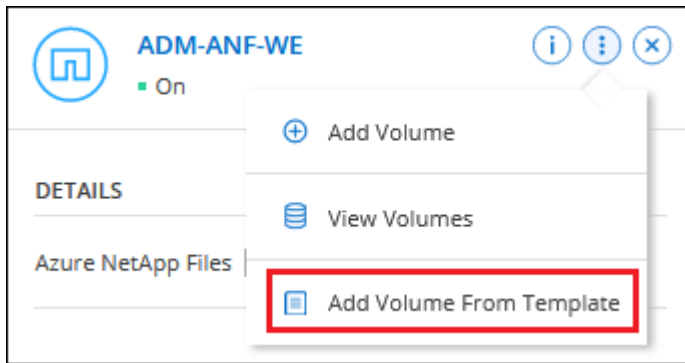 ADM-ANF-WE
On
Add Volume
DETAILS
View Volumes
Azure NetApp Files
Add Volume From Template